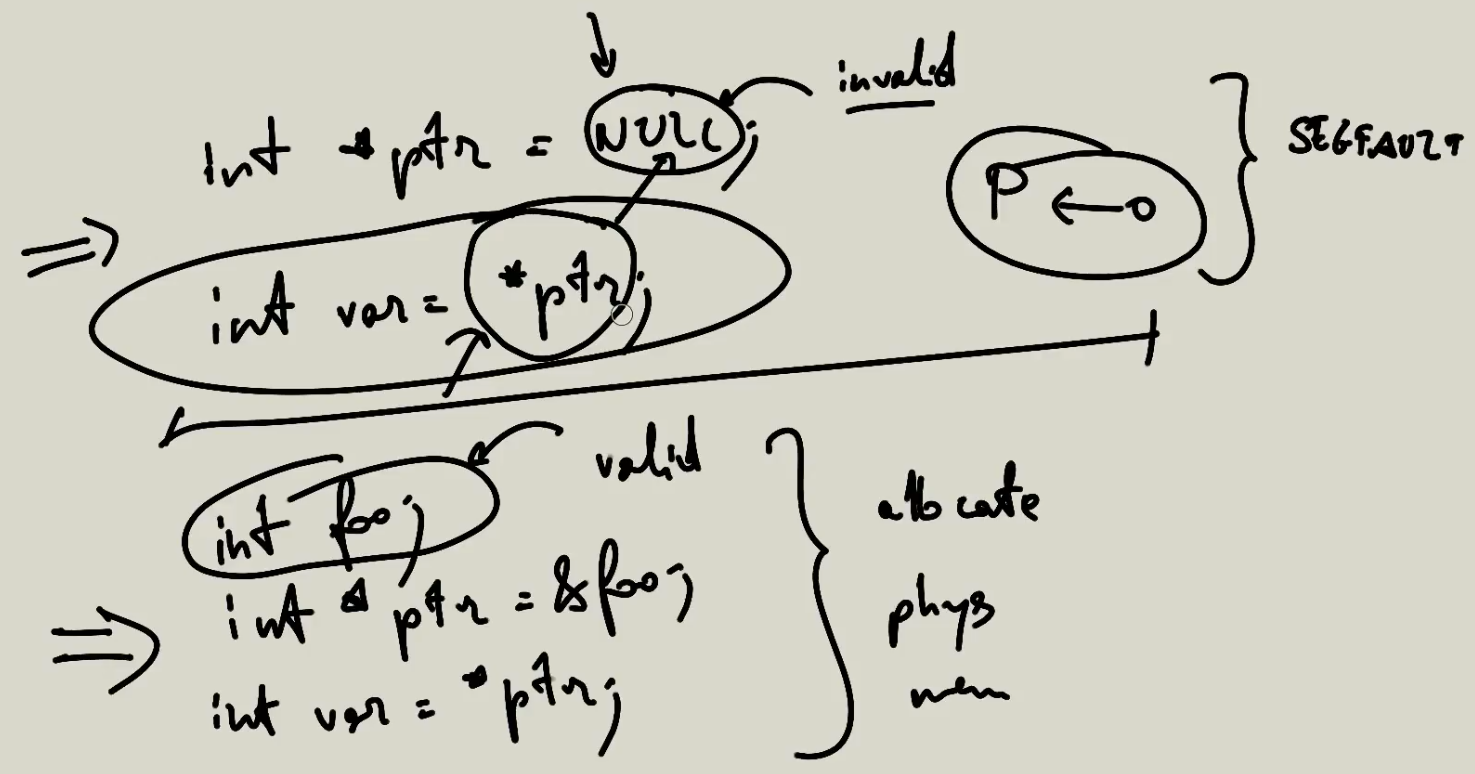 invalid
int *ptr = NULL;
P ← 0
SEGFAULT
int var = *ptr;
valid
int foo;
allocate
int * ptr = &foo;
phys
int var = *ptr;
mem